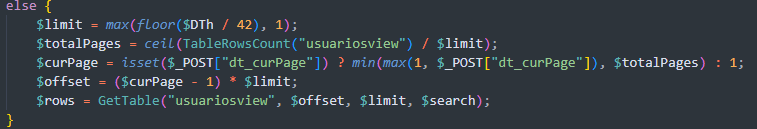 else {
$limit = max(floor($DTh / 42), 1);
$totalPages = ceil(TableRowsCount("usuariosview") / $limit);
$curPage = isset($_POST["dt_curPage"]) ? min(max(1, $_POST["dt_curPage"]), $totalPages) : 1;
$offset = ($curPage - 1) * $limit;
$rows = GetTable("usuariosview", $offset, $limit, $search);
}